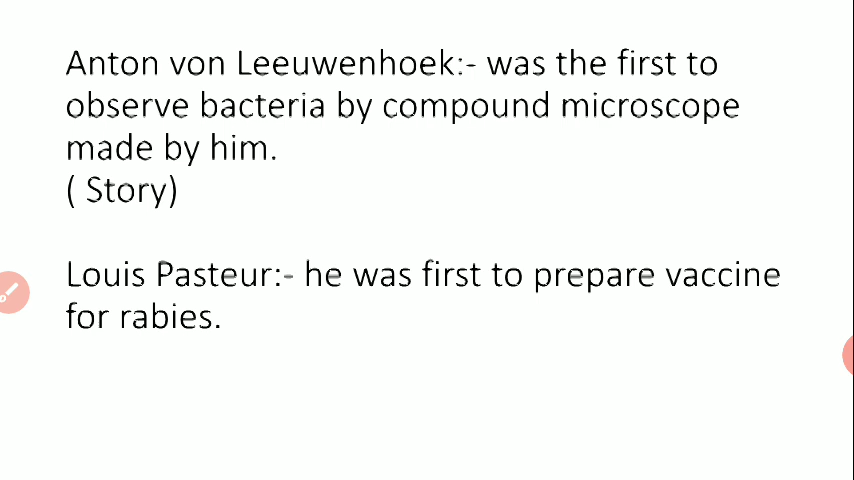 Anton von Leeuwenhoek:- was the first to
observe bacteria by compound microscope
made by him.
( Story)
Louis Pasteur:- he was first to prepare vaccine
for rabies.